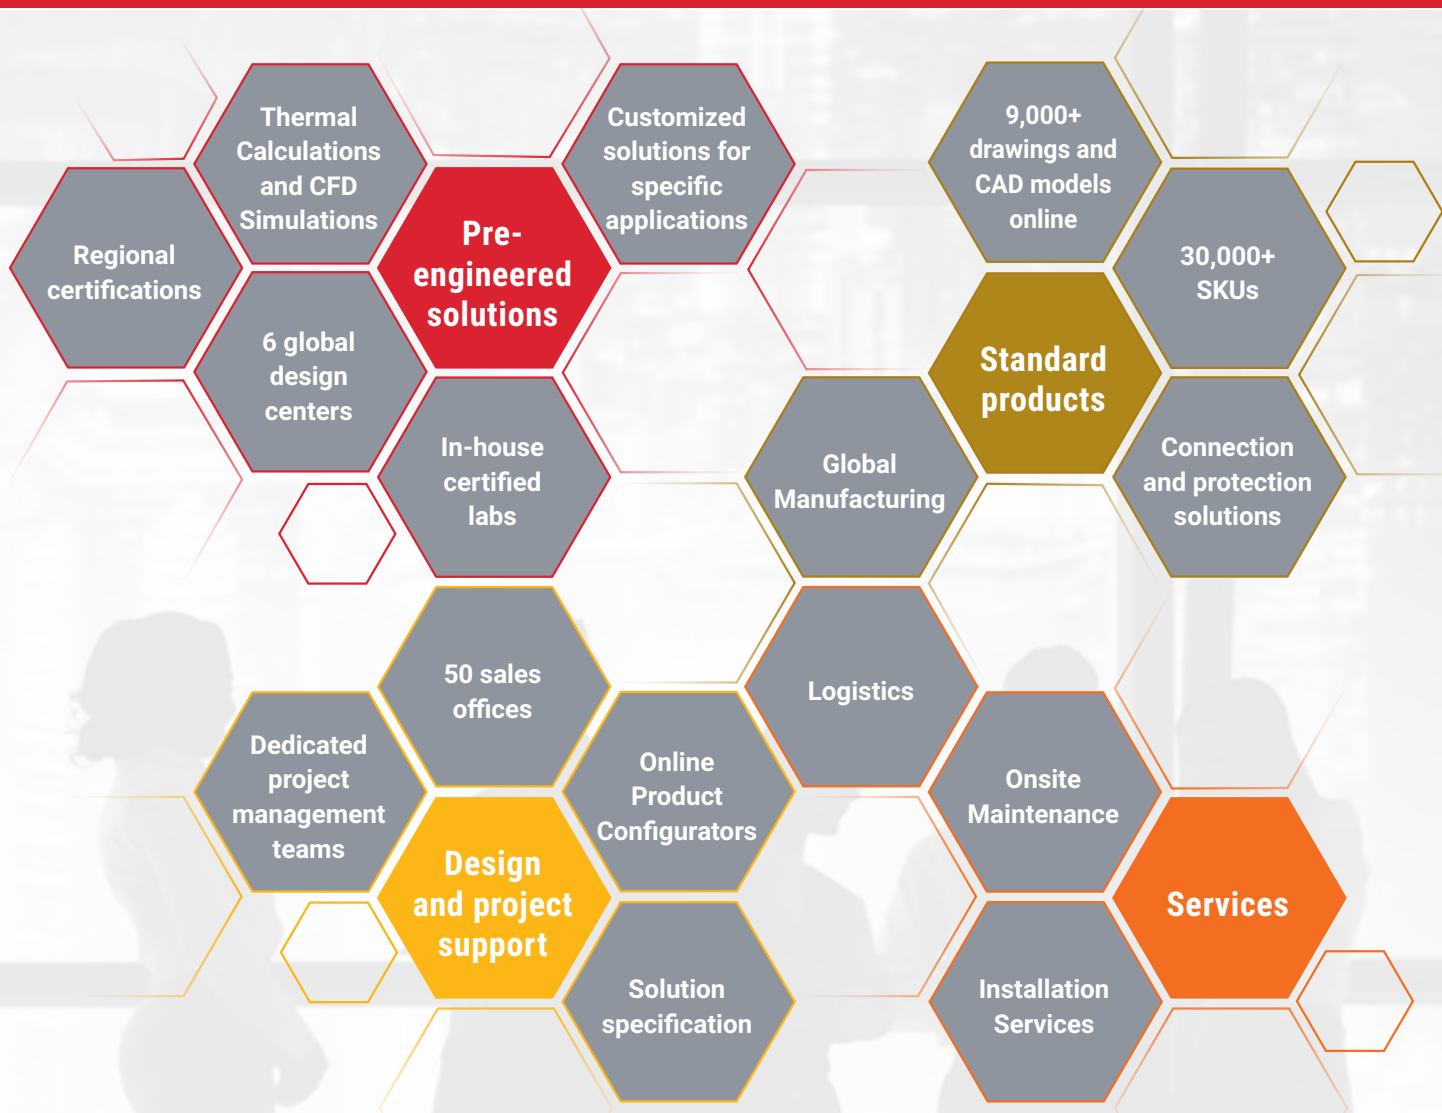 Thermal
Calculations
and CFD
Simulations
Customized
solutions for
specific
applications
9,000+
drawings and
CAD models
online
Regional
certifications
Pre-
engineered
solutions
30,000+
SKUs
6 global
design
centers
Standard
products
In-house
certified
labs
Global
Manufacturing
Connection
and protection
solutions
50 sales
offices
Logistics
Dedicated
project
management
teams
Online
Product
Configurators
Onsite
Maintenance
Design
and project
support
Services
Solution
specification
Installation
Services